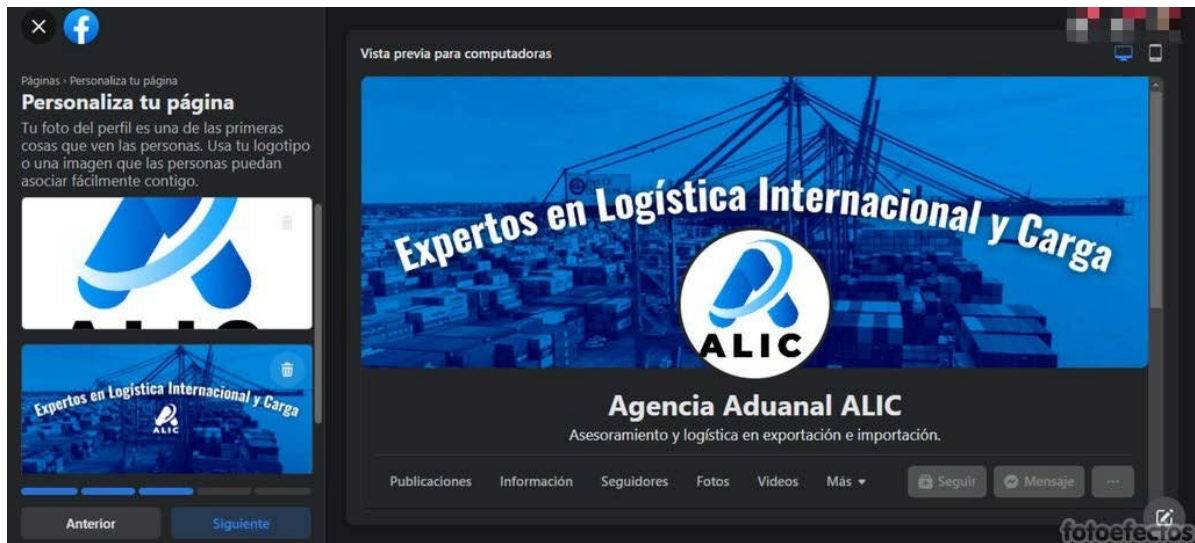 Páginas · Personaliza tu página
Personaliza tu página
Tu foto del perfil es una de las primeras
cosas que ven las personas. Usa tu logotipo
o una imagen que las personas puedan
asociar fácilmente contigo.
Expertos en Logística Internacional y Carga
ALIC
Anterior
Siguiente
Vista previa para computadoras
Expertos en Logística Internacional y Carga
ALIC
Agencia Aduanal ALIC
Asesoramiento y logística en exportación e importación.
Publicaciones Información Seguidores Fotos Videos Más Seguir Mensaje ...
fotoefectos